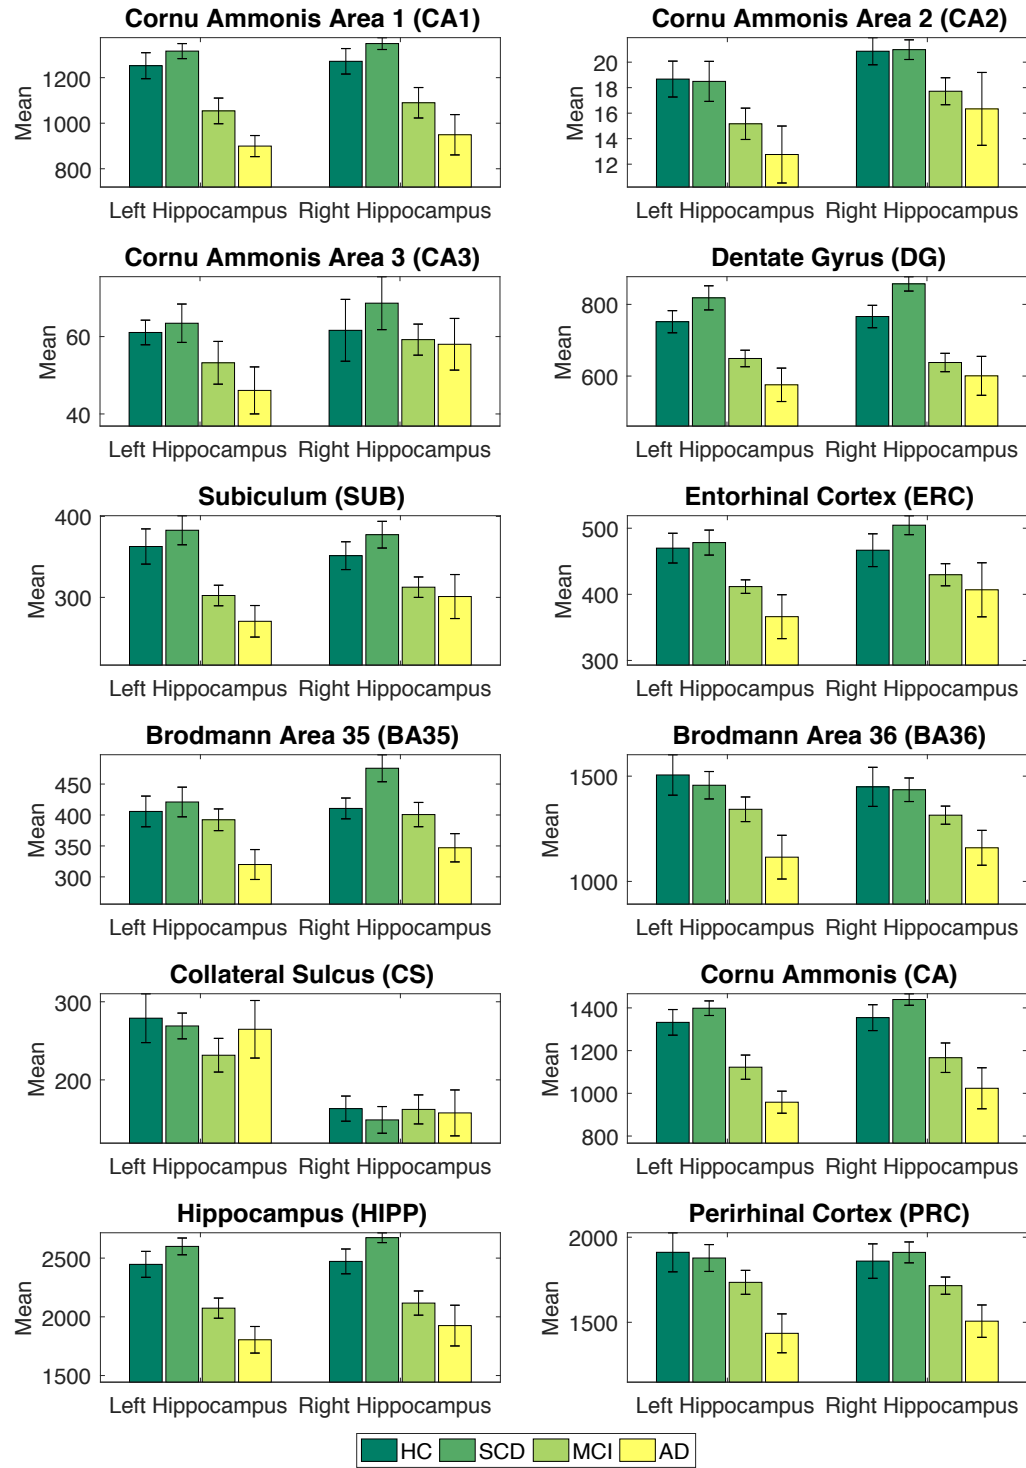 Cornu Ammonis Area 1 (CA1)
Mean
1200
1000
800
Left Hippocampus Right Hippocampus
Cornu Ammonis Area 2 (CA2)
Mean
20
18
16
14
12
Left Hippocampus Right Hippocampus
Cornu Ammonis Area 3 (CA3)
Mean
60
40
Left Hippocampus Right Hippocampus
Dentate Gyrus (DG)
Mean
800
600
Left Hippocampus Right Hippocampus
Subiculum (SUB)
Mean
400
300
Left Hippocampus Right Hippocampus
Entorhinal Cortex (ERC)
Mean
500
400
300
Left Hippocampus Right Hippocampus
Brodmann Area 35 (BA35)
Mean
450
400
350
300
Left Hippocampus Right Hippocampus
Brodmann Area 36 (BA36)
Mean
1500
1000
Left Hippocampus Right Hippocampus
Collateral Sulcus (CS)
Mean
300
200
Left Hippocampus Right Hippocampus
Cornu Ammonis (CA)
Mean
1400
1200
1000
800
Left Hippocampus Right Hippocampus
Hippocampus (HIPP)
Mean
2500
2000
1500
Left Hippocampus Right Hippocampus
Perirhinal Cortex (PRC)
Mean
2000
1500
Left Hippocampus Right Hippocampus
HC SCD MCI AD